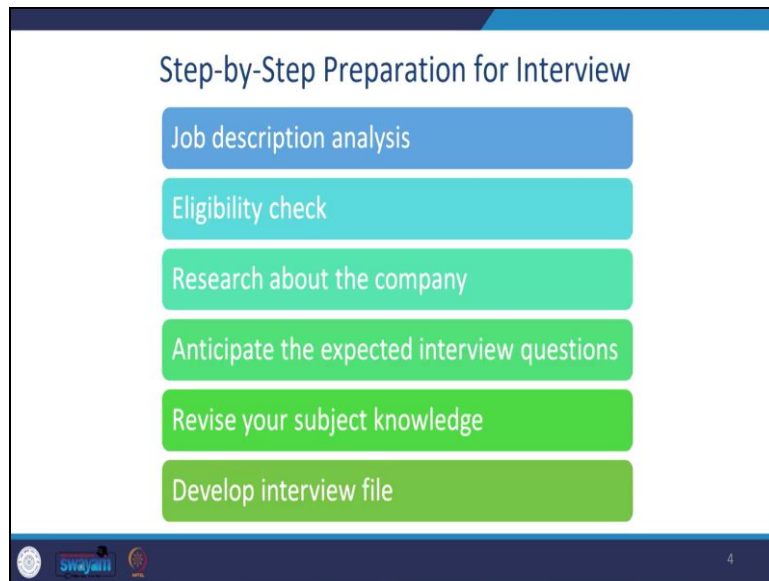 Step-by-Step Preparation for Interview
Job description analysis
Eligibility check
Research about the company
Anticipate the expected interview questions
Revise your subject knowledge
Develop interview file
swayam
4